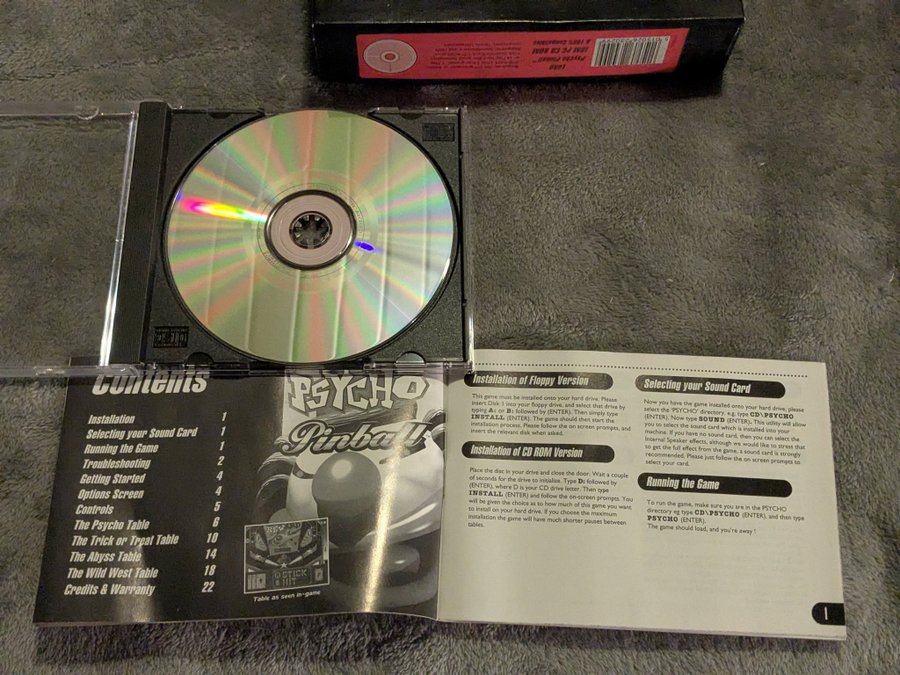 L089
Psycho Pinball™
IBM PC CD ROM
& 100% Compatibles
Contents
Installation 1
Selecting your Sound Card 1
Running the Game 1
Troubleshooting 2
Getting Started 4
Options Screen 4
Controls 5
The Psycho Table 6
The Trick or Treat Table 10
The Abyss Table 14
The Wild West Table 18
Credits & Warranty 22
PSYCHO
Pinball
STICK
HIT
Table as seen in-game
Installation of Floppy Version
This game must be installed onto your hard drive. Please
insert Disk 1 into your floppy drive, and select that drive by
typing A: or B: followed by (ENTER). Then simply type
INSTALL (ENTER). The game should then start the
installation process. Please follow the on screen prompts, and
insert the relevant disk when asked.
Installation of CD ROM Version
Place the disc in your drive and close the door. Wait a couple
of seconds for the drive to initialise. Type D: followed by
(ENTER), where D is your CD drive letter. Then type
INSTALL (ENTER) and follow the on-screen prompts. You
will be given the choice as to how much of this game you want
to install on your hard drive. If you choose the maximum
installation the game will have much shorter pauses between
tables.
Selecting your Sound Card
Now you have the game installed onto your hard drive, please
select the 'PSYCHO' directory, e.g. type CD\PSYCHO
(ENTER). Now type SOUND (ENTER). This utility will allow
you to select the sound card which is installed into your
machine. If you have no sound card, then you can select the
Internal Speaker effects, although we would like to stress that
to get the full effect from the game, a sound card is strongly
recommended. Please just follow the on screen prompts to
select your card.
Running the Game
To run the game, make sure you are in the PSYCHO
directory eg type CD\PSYCHO (ENTER), and then type
PSYCHO (ENTER).
The game should load, and you're away !
1